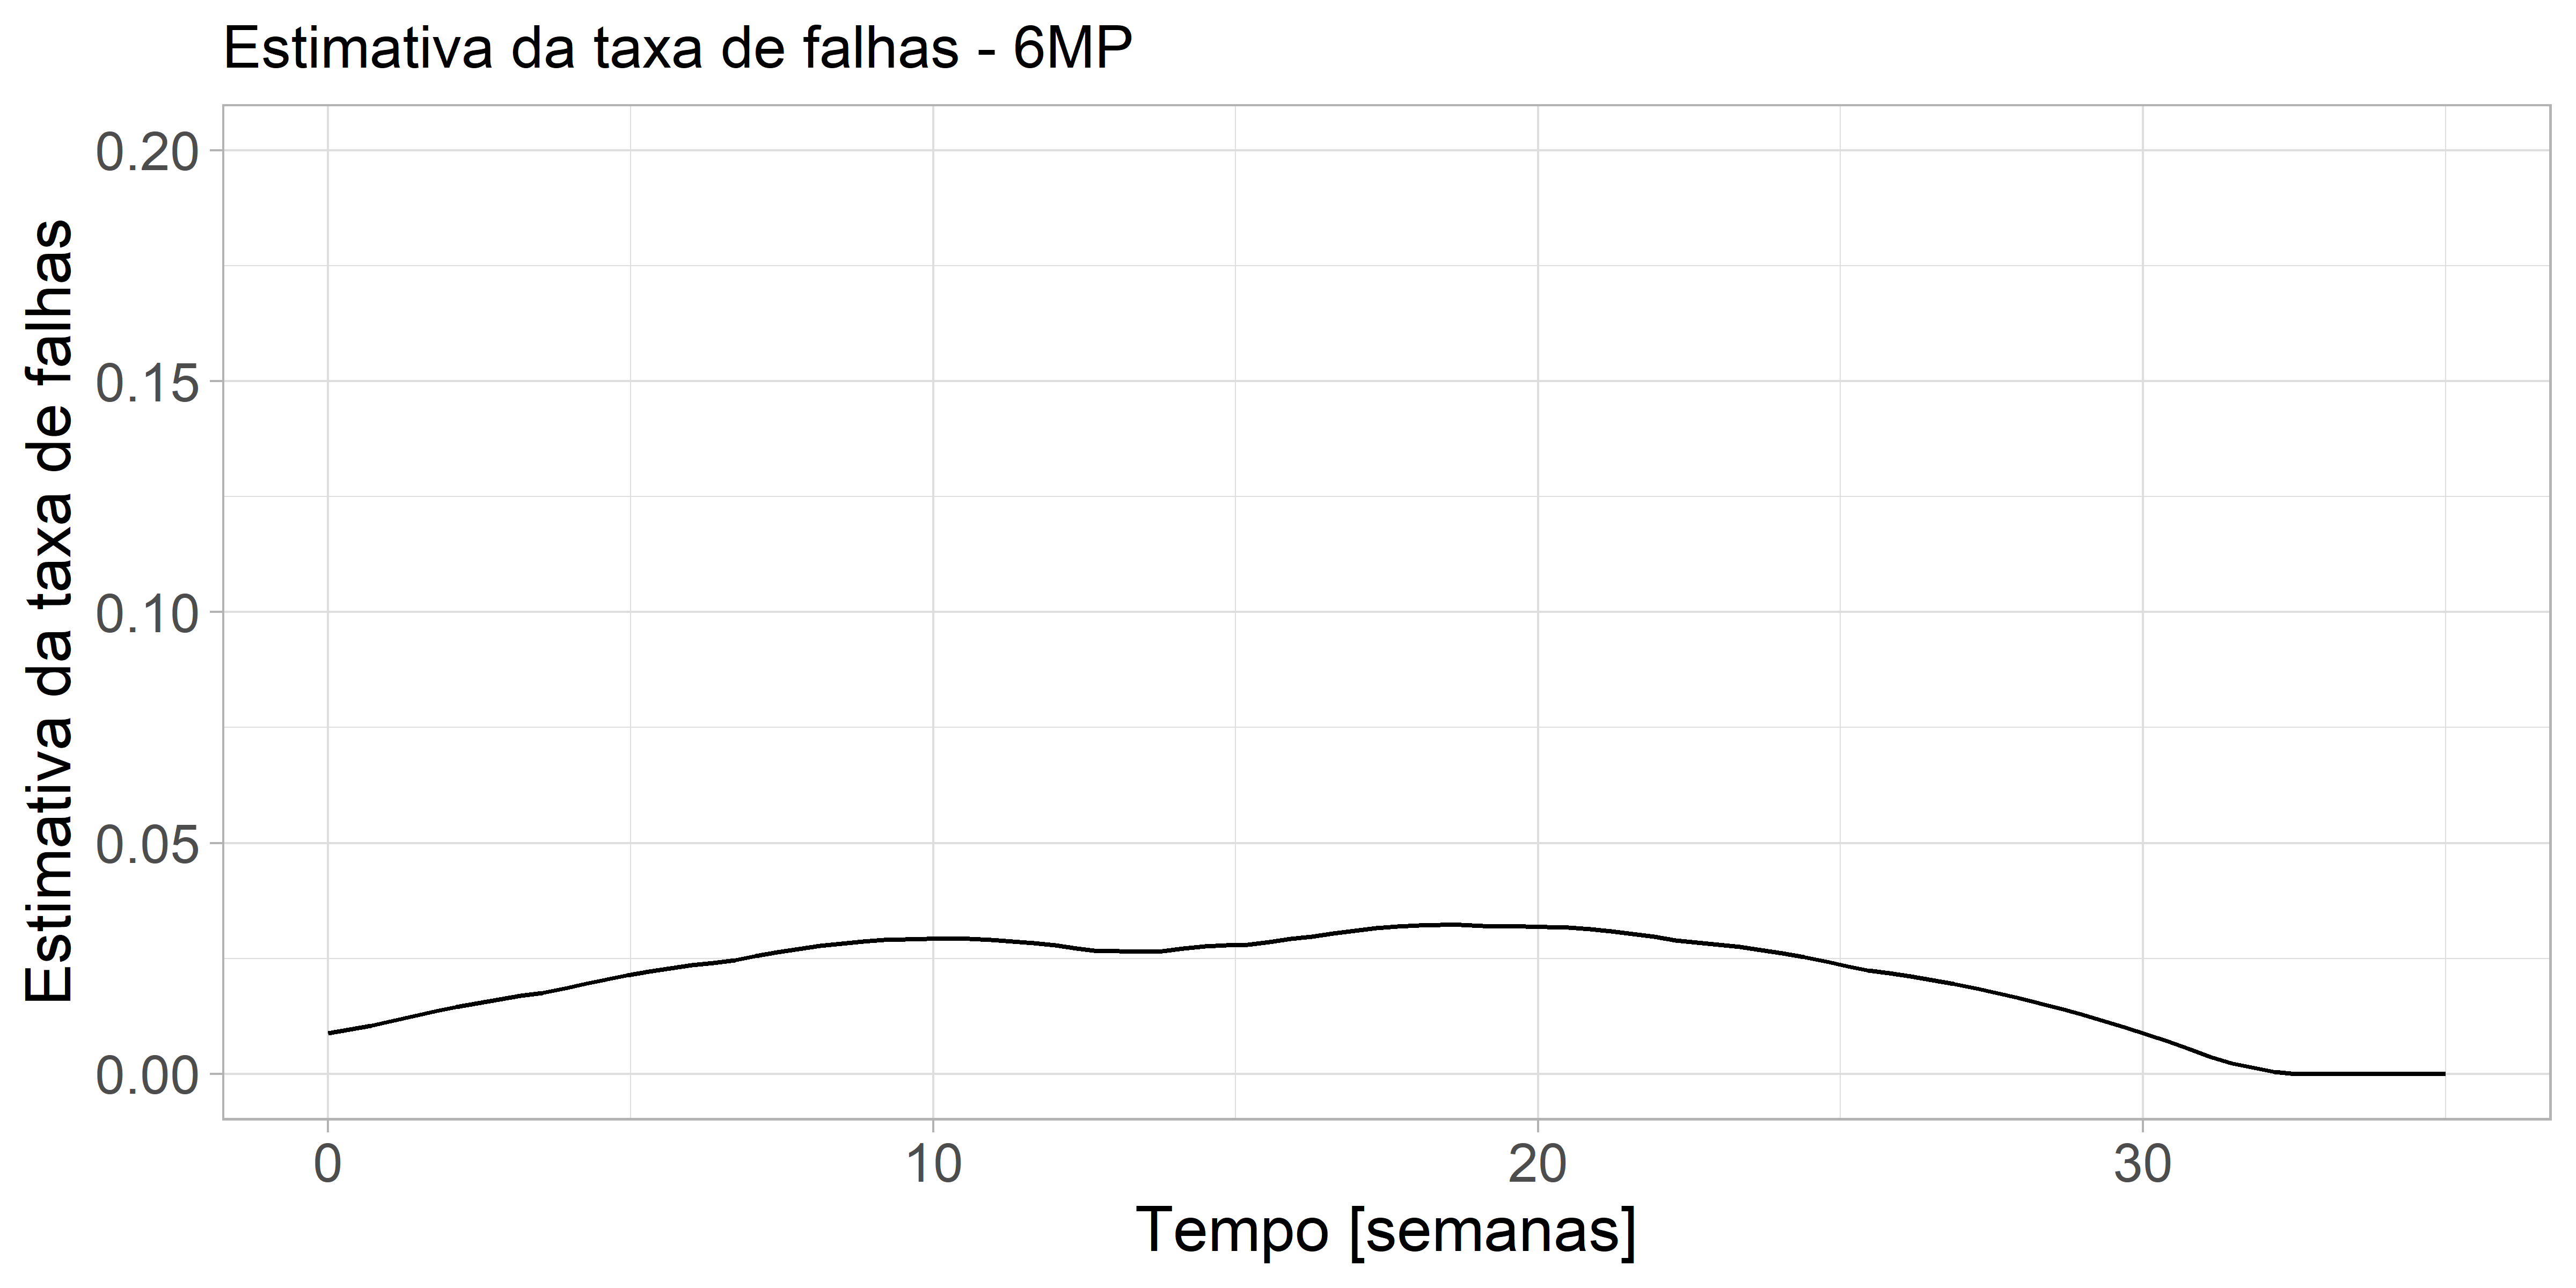 Estimativa da taxa de falhas - 6MP
Estimativa da taxa de falhas
0.20
0.15
0.10
0.05
0.00
0 10 20 30
Tempo [semanas]